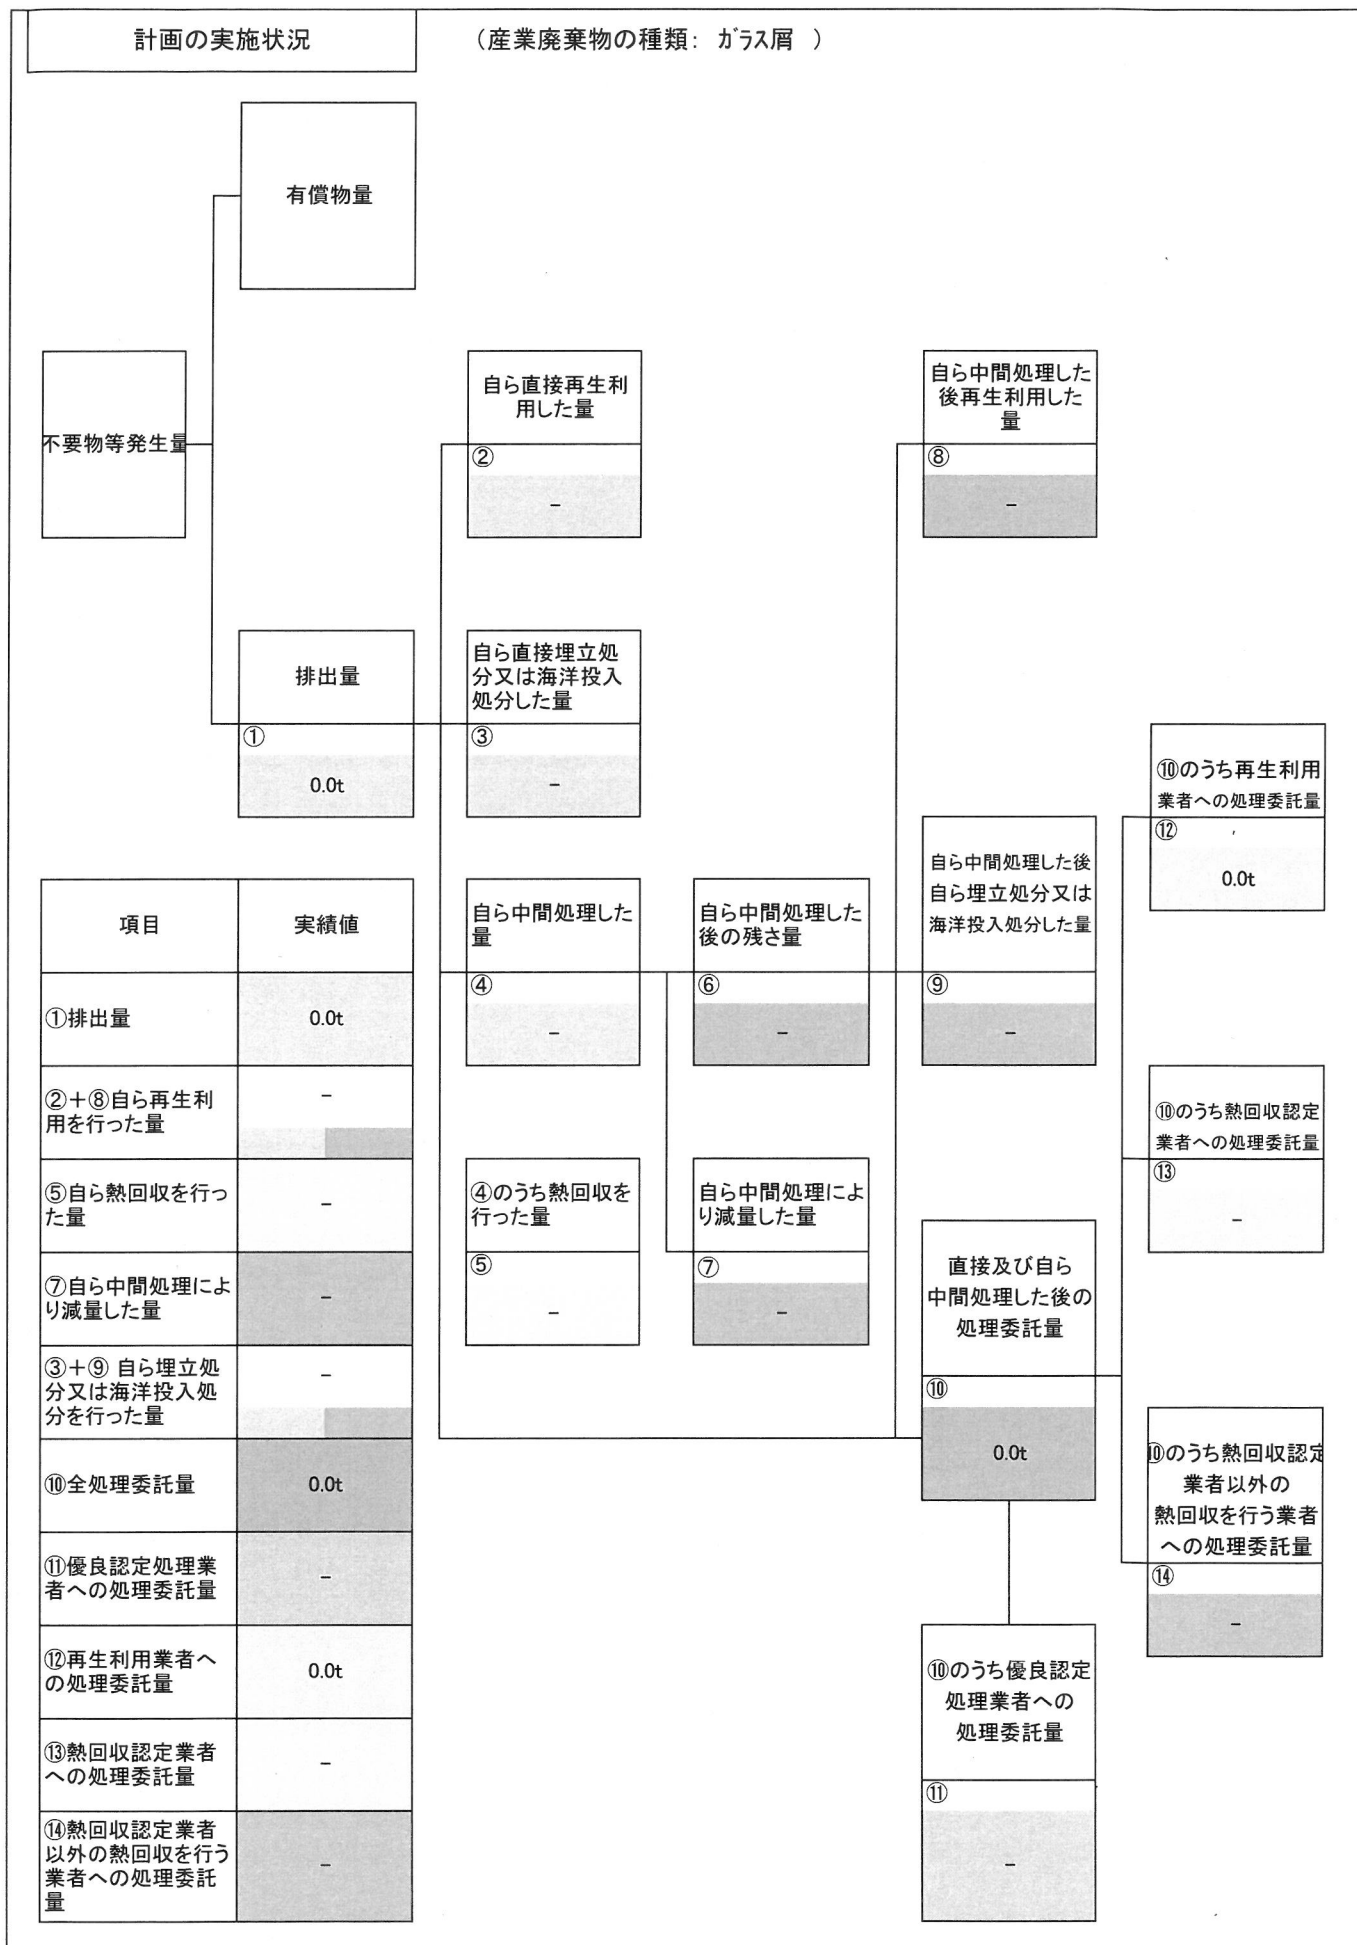 計画の実施状況
（産業廃棄物の種類： ガラス屑 ）
有償物量
不要物等発生量
自ら直接再生利
用した量
②
－
自ら中間処理した
後再生利用した
量
⑧
－
排出量
①
0.0t
自ら直接埋立処
分又は海洋投入
処分した量
③
－
⑩のうち再生利用
業者への処理委託量
⑫
0.0t
自ら中間処理した
量
④
－
自ら中間処理した
後の残さ量
⑥
－
自ら中間処理した後
自ら埋立処分又は
海洋投入処分した量
⑨
－
⑩のうち熱回収認定
業者への処理委託量
⑬
－
④のうち熱回収を
行った量
⑤
－
自ら中間処理によ
り減量した量
⑦
－
直接及び自ら
中間処理した後の
処理委託量
⑩
0.0t
⑩のうち熱回収認定
業者以外の
熱回収を行う業者
への処理委託量
⑭
－
⑩のうち優良認定
処理業者への
処理委託量
⑪
－
項目 実績値
①排出量 0.0t
②＋⑧自ら再生利
用を行った量
－
⑤自ら熱回収を行っ
た量
－
⑦自ら中間処理によ
り減量した量
－
③＋⑨ 自ら埋立処
分又は海洋投入処
分を行った量
－
⑩全処理委託量 0.0t
⑪優良認定処理業
者への処理委託量
－
⑫再生利用業者へ
の処理委託量
0.0t
⑬熱回収認定業者
への処理委託量
－
⑭熱回収認定業者
以外の熱回収を行う
業者への処理委託
量
－